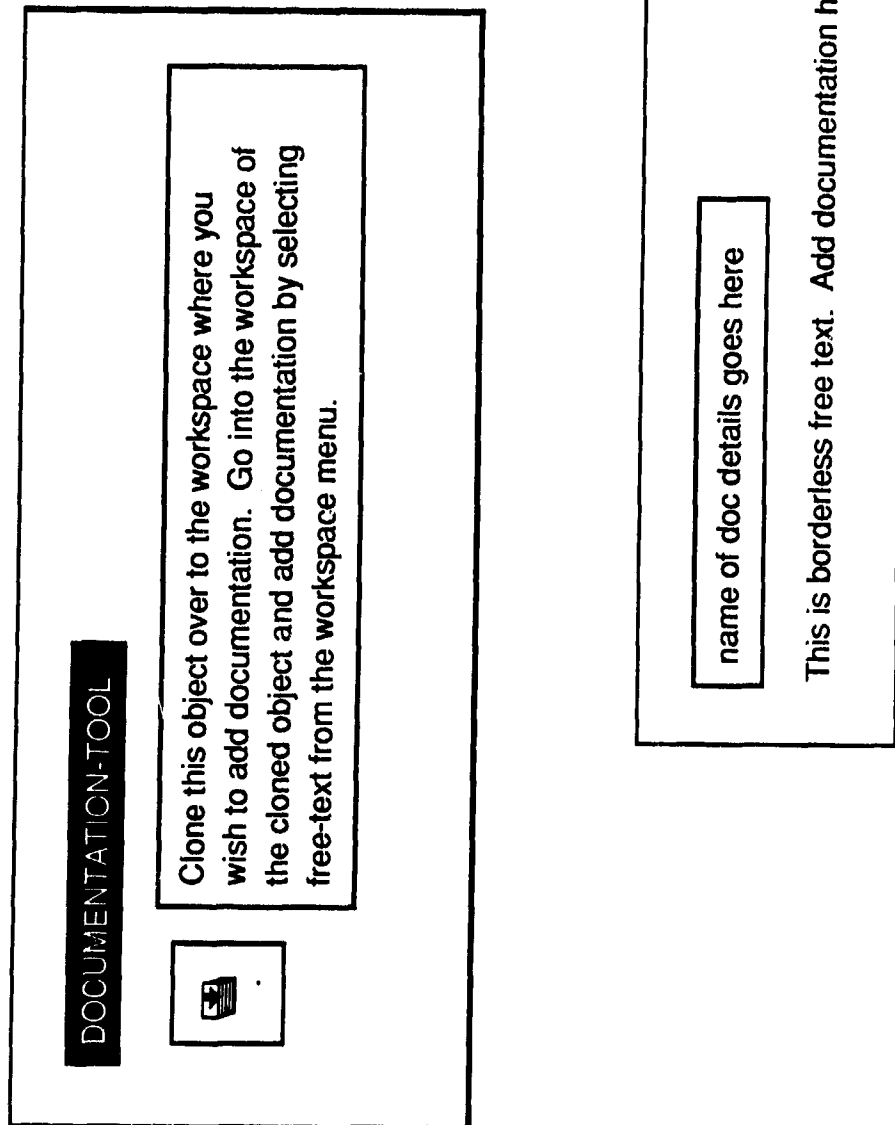 DOCUMENTATION-TOOL
Clone this object over to the workspace where you
wish to add documentation. Go into the workspace of
the cloned object and add documentation by selecting
free-text from the workspace menu.
name of doc details goes here
This is borderless free text. Add documentation h